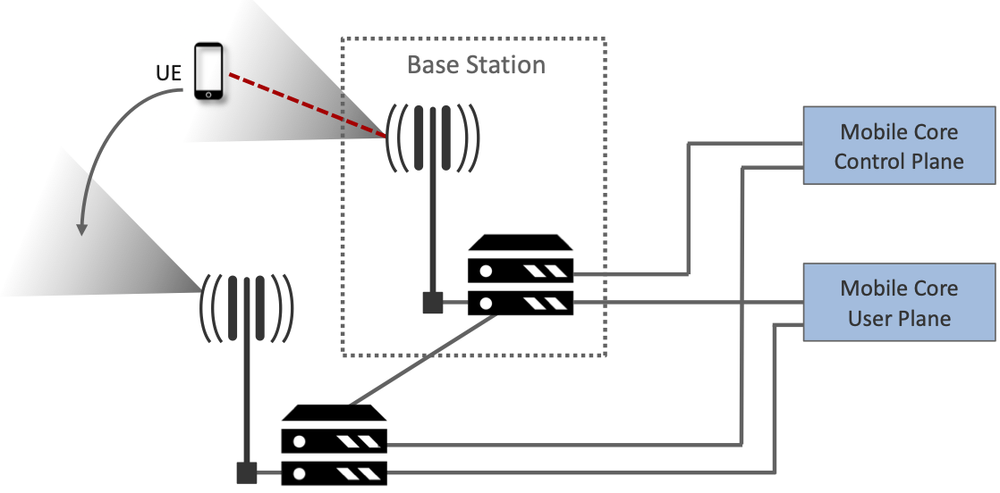 Base Station
UE
Mobile Core
Control Plane
Mobile Core
User Plane